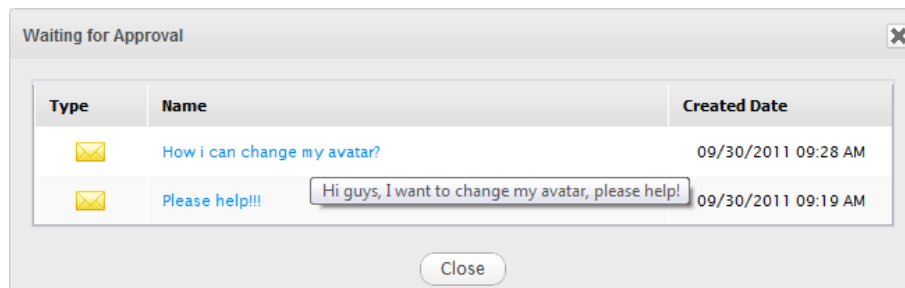 Waiting for Approval
Type Name Created Date
How i can change my avatar? 09/30/2011 09:28 AM
Hi guys, I want to change my avatar, please help!
Please help!!! 09/30/2011 09:19 AM
Close